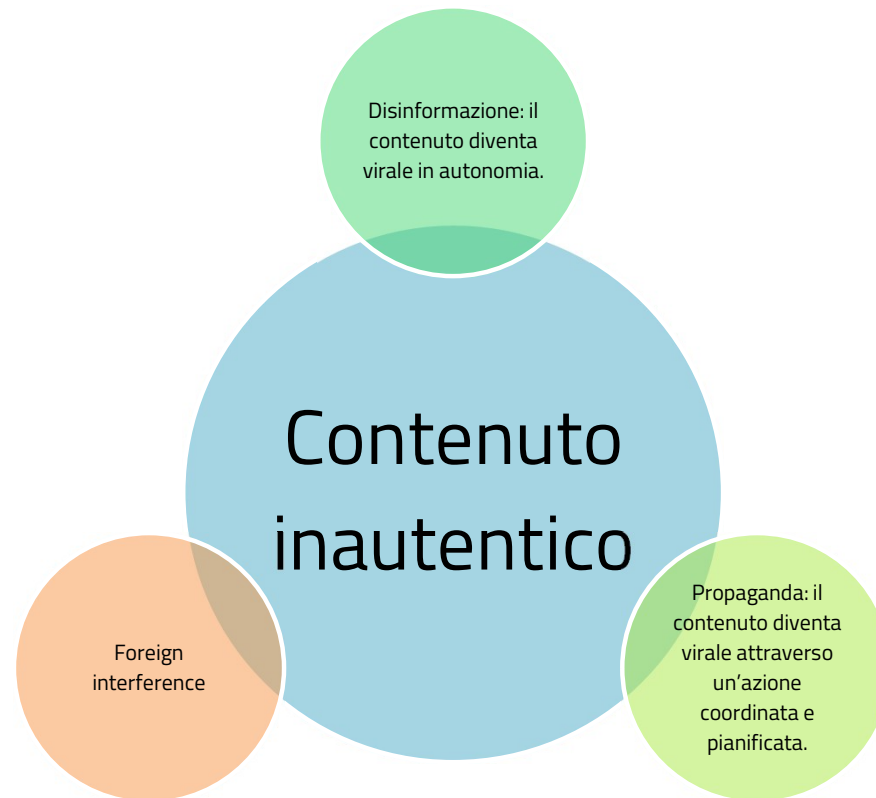 Disinformazione: il
contenuto diventa
virale in autonomia.
Contenuto
inautentico
Foreign
interference
Propaganda: il
contenuto diventa
virale attraverso
un’azione
coordinata e
pianificata.